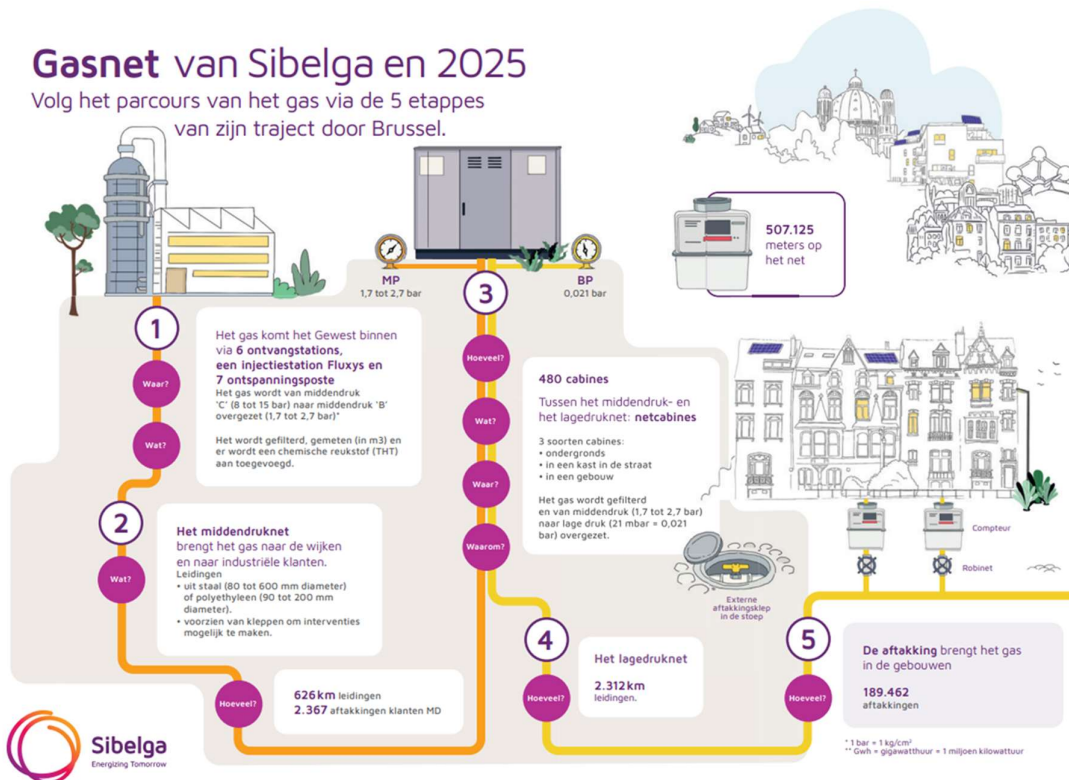 Gasnet van Sibelga en 2025
Volg het parcours van het gas via de 5 etappes
van zijn traject door Brussel.
507.125
meters op
het net
MP
1,7 tot 2,7 bar
BP
0,021 bar
1
Waar?
Wat?
Het gas komt het Gewest binnen
via 6 ontvangstations,
een injectiestation Fluxys en
7 ontspanningsposte
Het gas wordt van middendruk
'C' (8 tot 15 bar) naar middendruk 'B'
overgezet (1,7 tot 2,7 bar)*
Het wordt gefilterd, gemeten (in m3) en
er wordt een chemische reukstof (THT)
aan toegevoegd.
2
Wat?
Het middendruknet
brengt het gas naar de wijken
en naar industriële klanten.
Leidingen
• uit staal (80 tot 600 mm diameter)
of polyethyleen (90 tot 200 mm
diameter).
• voorzien van kleppen om interventies
mogelijk te maken.
Hoeveel?
626km leidingen
2.367 aftakkingen klanten MD
3
Hoeveel?
Wat?
Waar?
Waarom?
480 cabines
Tussen het middendruk- en
het lagedruknet: netcabines
3 soorten cabines:
• ondergronds
• in een kast in de straat
• in een gebouw
Het gas wordt gefilterd
en van middendruk (1,7 tot 2,7 bar)
naar lage druk (21 mbar = 0,021
bar) overgezet.
Externe
aftakkingsklep
in de stoep
Compteur
Robinet
4
Hoeveel?
Het lagedruknet
2.312km
leidingen.
5
Hoeveel?
De aftakking brengt het gas
in de gebouwen
189.462
aftakkingen
* 1 bar = 1 kg/cm²
** Gwh = gigawatthuur = 1 miljoen kilowattuur
Sibelga
Energizing Tomorrow